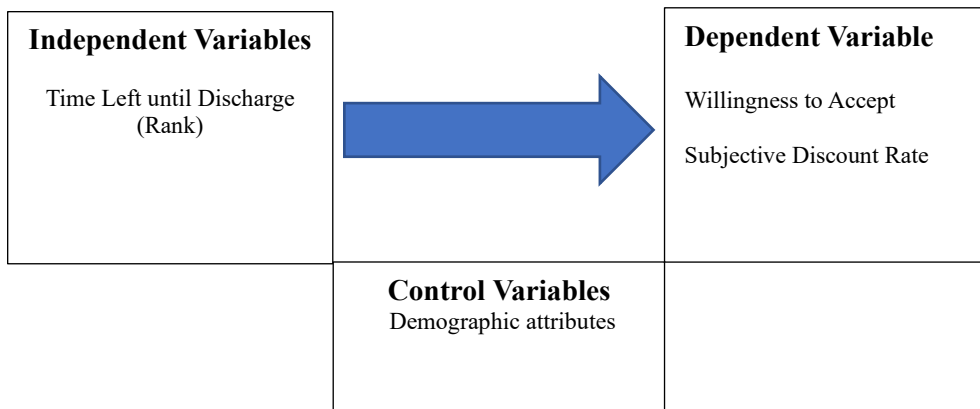 Independent Variables
Time Left until Discharge
(Rank)
Dependent Variable
Willingness to Accept
Subjective Discount Rate
Control Variables
Demographic attributes